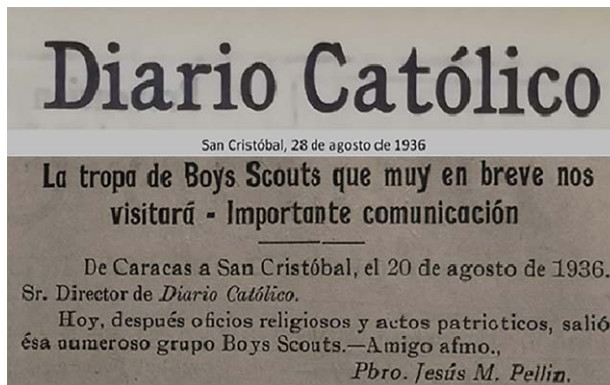 Diario Católico
San Cristóbal, 28 de agosto de 1936
La tropa de Boys Scouts que muy en breve nos
visitará - Importante comunicación
De Caracas a San Cristóbal, el 20 de agosto de 1936.
Sr. Director de Diario Católico.
Hoy, después oficios religiosos y actos patrioticos, salió
ésa numeroso grupo Boys Scouts.—Amigo afmo.,
Pbro. Jesús M. Pellin.